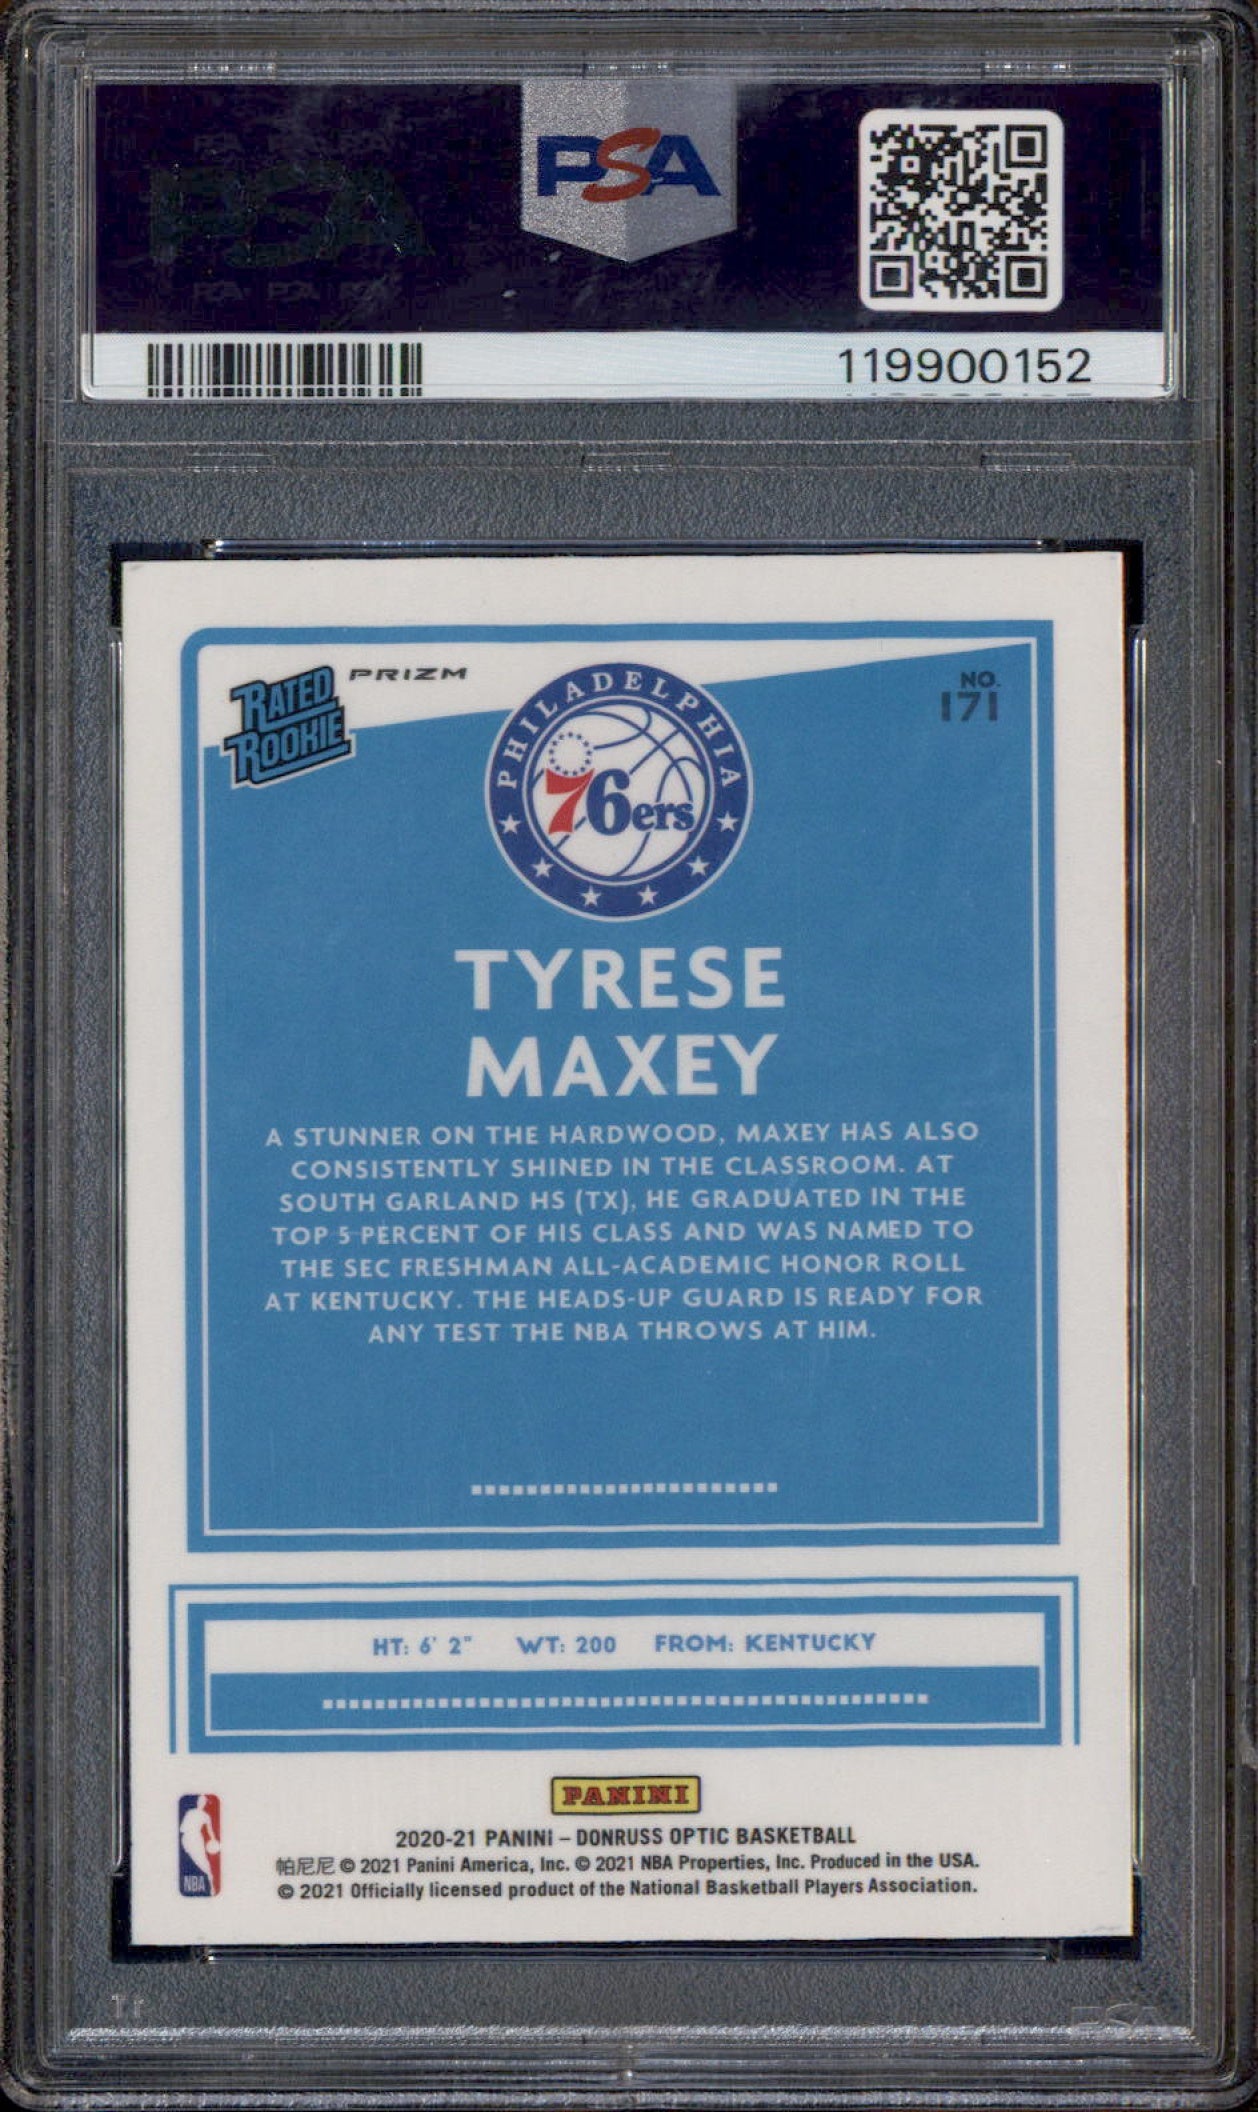 PSA
119900152
RATED
ROOKIE
PRIZM
NO.
171
PHILADELPHIA
76ers
TYRESE
MAXEY
A STUNNER ON THE HARDWOOD, MAXEY HAS ALSO
CONSISTENTLY SHINED IN THE CLASSROOM. AT
SOUTH GARLAND HS (TX), HE GRADUATED IN THE
TOP 5 PERCENT OF HIS CLASS AND WAS NAMED TO
THE SEC FRESHMAN ALL-ACADEMIC HONOR ROLL
AT KENTUCKY. THE HEADS-UP GUARD IS READY FOR
ANY TEST THE NBA THROWS AT HIM.
HT: 6' 2" WT: 200 FROM: KENTUCKY
PANINI
NBA
2020-21 PANINI – DONRUSS OPTIC BASKETBALL
帕尼尼 © 2021 Panini America, Inc. © 2021 NBA Properties, Inc. Produced in the USA.
© 2021 Officially licensed product of the National Basketball Players Association.
PSA